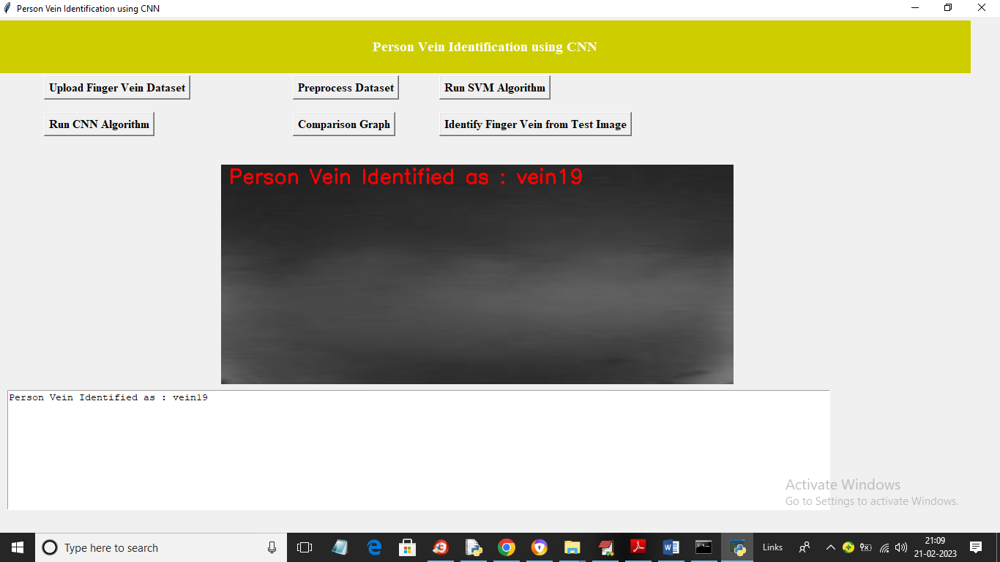 Person Vein Identification using CNN
Person Vein Identification using CNN
Upload Finger Vein Dataset
Preprocess Dataset
Run SVM Algorithm
Run CNN Algorithm
Comparison Graph
Identify Finger Vein from Test Image
Person Vein Identified as : vein19
Person Vein Identified as : vein19
Activate Windows
Go to Settings to activate Windows.
Type here to search
Links
21:09
21-02-2023